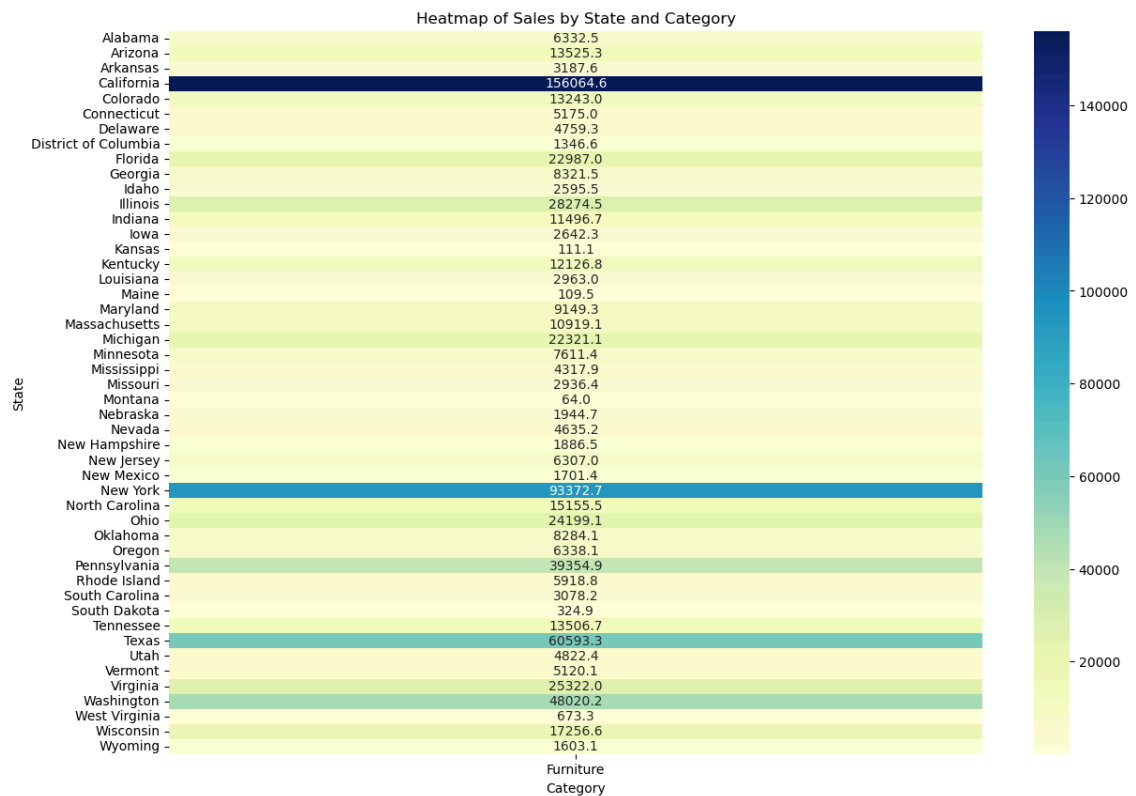 Heatmap of Sales by State and Category
Alabama 6332.5
Arizona 13525.3
Arkansas 3187.6
California 156064.6
Colorado 13243.0
Connecticut 5175.0
Delaware 4759.3
District of Columbia 1346.6
Florida 22987.0
Georgia 8321.5
Idaho 2595.5
Illinois 28274.5
Indiana 11496.7
Iowa 2642.3
Kansas 111.1
Kentucky 12126.8
Louisiana 2963.0
Maine 109.5
Maryland 9149.3
Massachusetts 10919.1
Michigan 22321.1
Minnesota 7611.4
Mississippi 4317.9
Missouri 2936.4
Montana 64.0
Nebraska 1944.7
Nevada 4635.2
New Hampshire 1886.5
New Jersey 6307.0
New Mexico 1701.4
New York 93372.7
North Carolina 15155.5
Ohio 24199.1
Oklahoma 8284.1
Oregon 6338.1
Pennsylvania 39354.9
Rhode Island 5918.8
South Carolina 3078.2
South Dakota 324.9
Tennessee 13506.7
Texas 60593.3
Utah 4822.4
Vermont 5120.1
Virginia 25322.0
Washington 48020.2
West Virginia 673.3
Wisconsin 17256.6
Wyoming 1603.1
State
Furniture
Category
140000
120000
100000
80000
60000
40000
20000